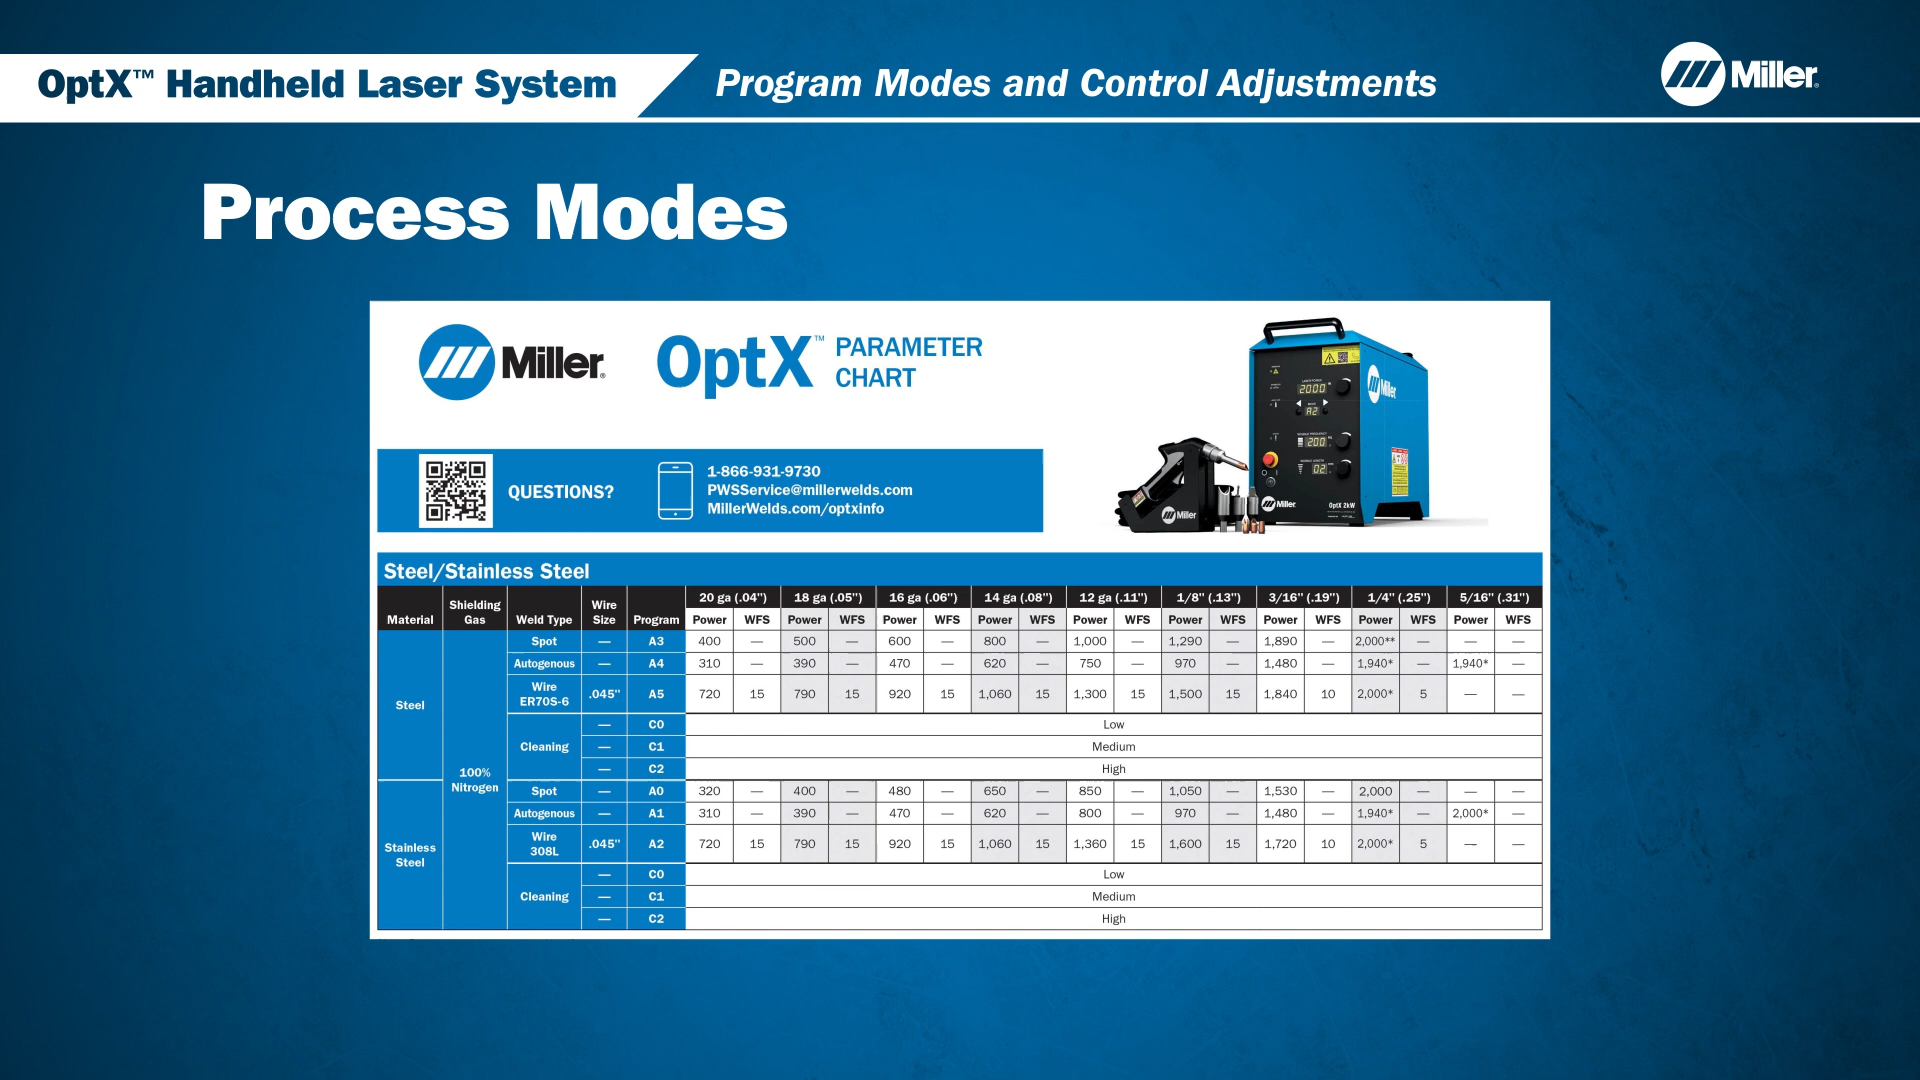 OptX™ Handheld Laser System
Program Modes and Control Adjustments
Miller®
Process Modes
Miller®
OptX™ PARAMETER
CHART
QUESTIONS?
1-866-931-9730
PWSService@millerwelds.com
MillerWelds.com/optxinfo
2000
A2
200
02
Miller
Miller
Miller
OptX 2kW
Steel/Stainless Steel
Material Shielding Gas Weld Type Wire Size Program 20 ga (.04") 18 ga (.05") 16 ga (.06") 14 ga (.08") 12 ga (.11") 1/8" (.13") 3/16" (.19") 1/4" (.25") 5/16" (.31")
Power WFS Power WFS Power WFS Power WFS Power WFS Power WFS Power WFS Power WFS Power WFS
Steel
100% Nitrogen
Spot — A3 400 — 500 — 600 — 800 — 1,000 — 1,290 — 1,890 — 2,000** — — —
Autogenous — A4 310 — 390 — 470 — 620 — 750 — 970 — 1,480 — 1,940* — 1,940* —
Wire ER70S-6 .045" A5 720 15 790 15 920 15 1,060 15 1,300 15 1,500 15 1,840 10 2,000* 5 — —
Cleaning
— C0 Low
— C1 Medium
— C2 High
Stainless Steel
Spot — A0 320 — 400 — 480 — 650 — 850 — 1,050 — 1,530 — 2,000 — — —
Autogenous — A1 310 — 390 — 470 — 620 — 800 — 970 — 1,480 — 1,940* — 2,000* —
Wire 308L .045" A2 720 15 790 15 920 15 1,060 15 1,360 15 1,600 15 1,720 10 2,000* 5 — —
Cleaning
— C0 Low
— C1 Medium
— C2 High